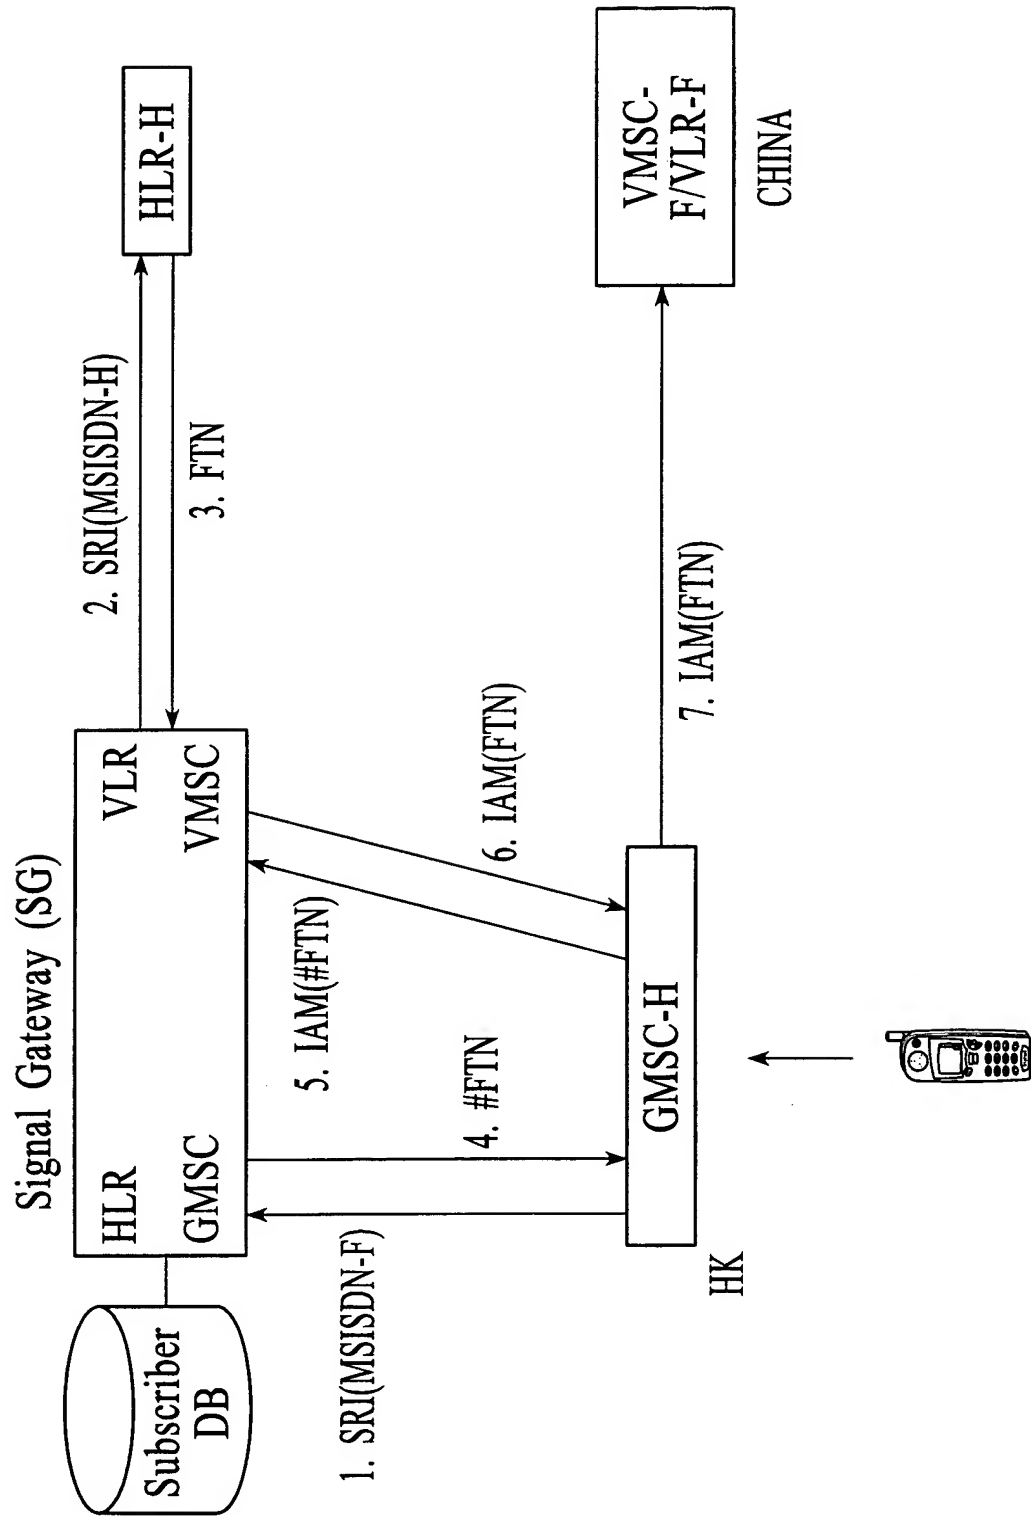 Signal Gateway (SG)
Subscriber
DB
HLR
GMSC
VLR
VMSC
HLR-H
2. SRI(MSISDN-H)
3. FTN
1. SRI(MSISDN-F)
4. #FTN
5. IAM(#FTN)
6. IAM(FTN)
GMSC-H
HK
7. IAM(FTN)
VMSC-
F/VLR-F
CHINA